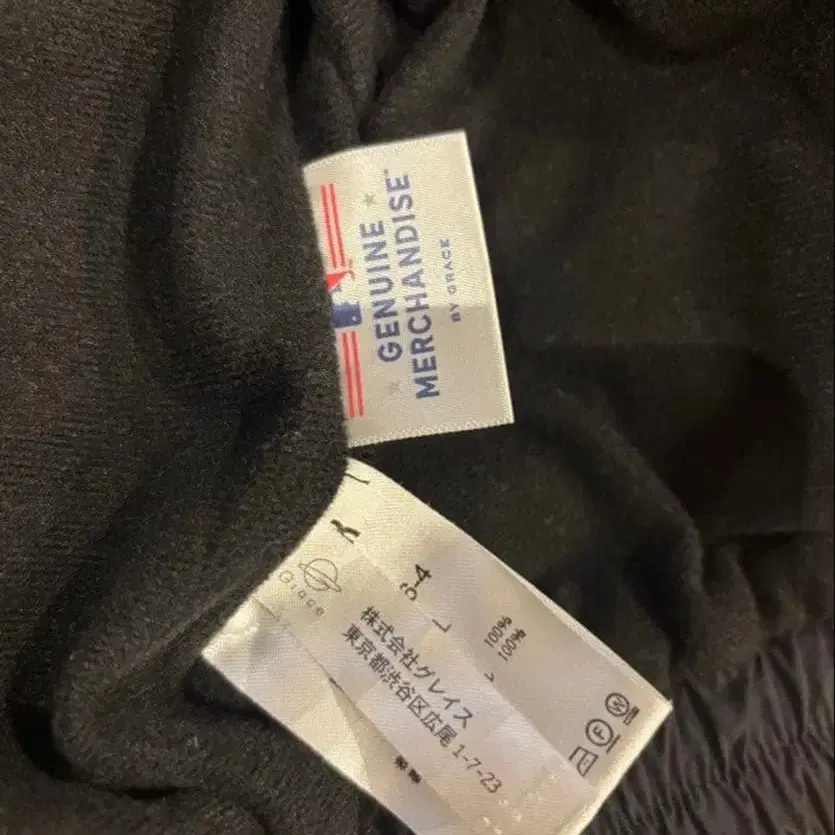 GENUINE
MERCHANDISE™
BY GRACE
Grace
株式会社グレイス
東京都渋谷区広尾 1-7-23
L
100%
100%
F
W